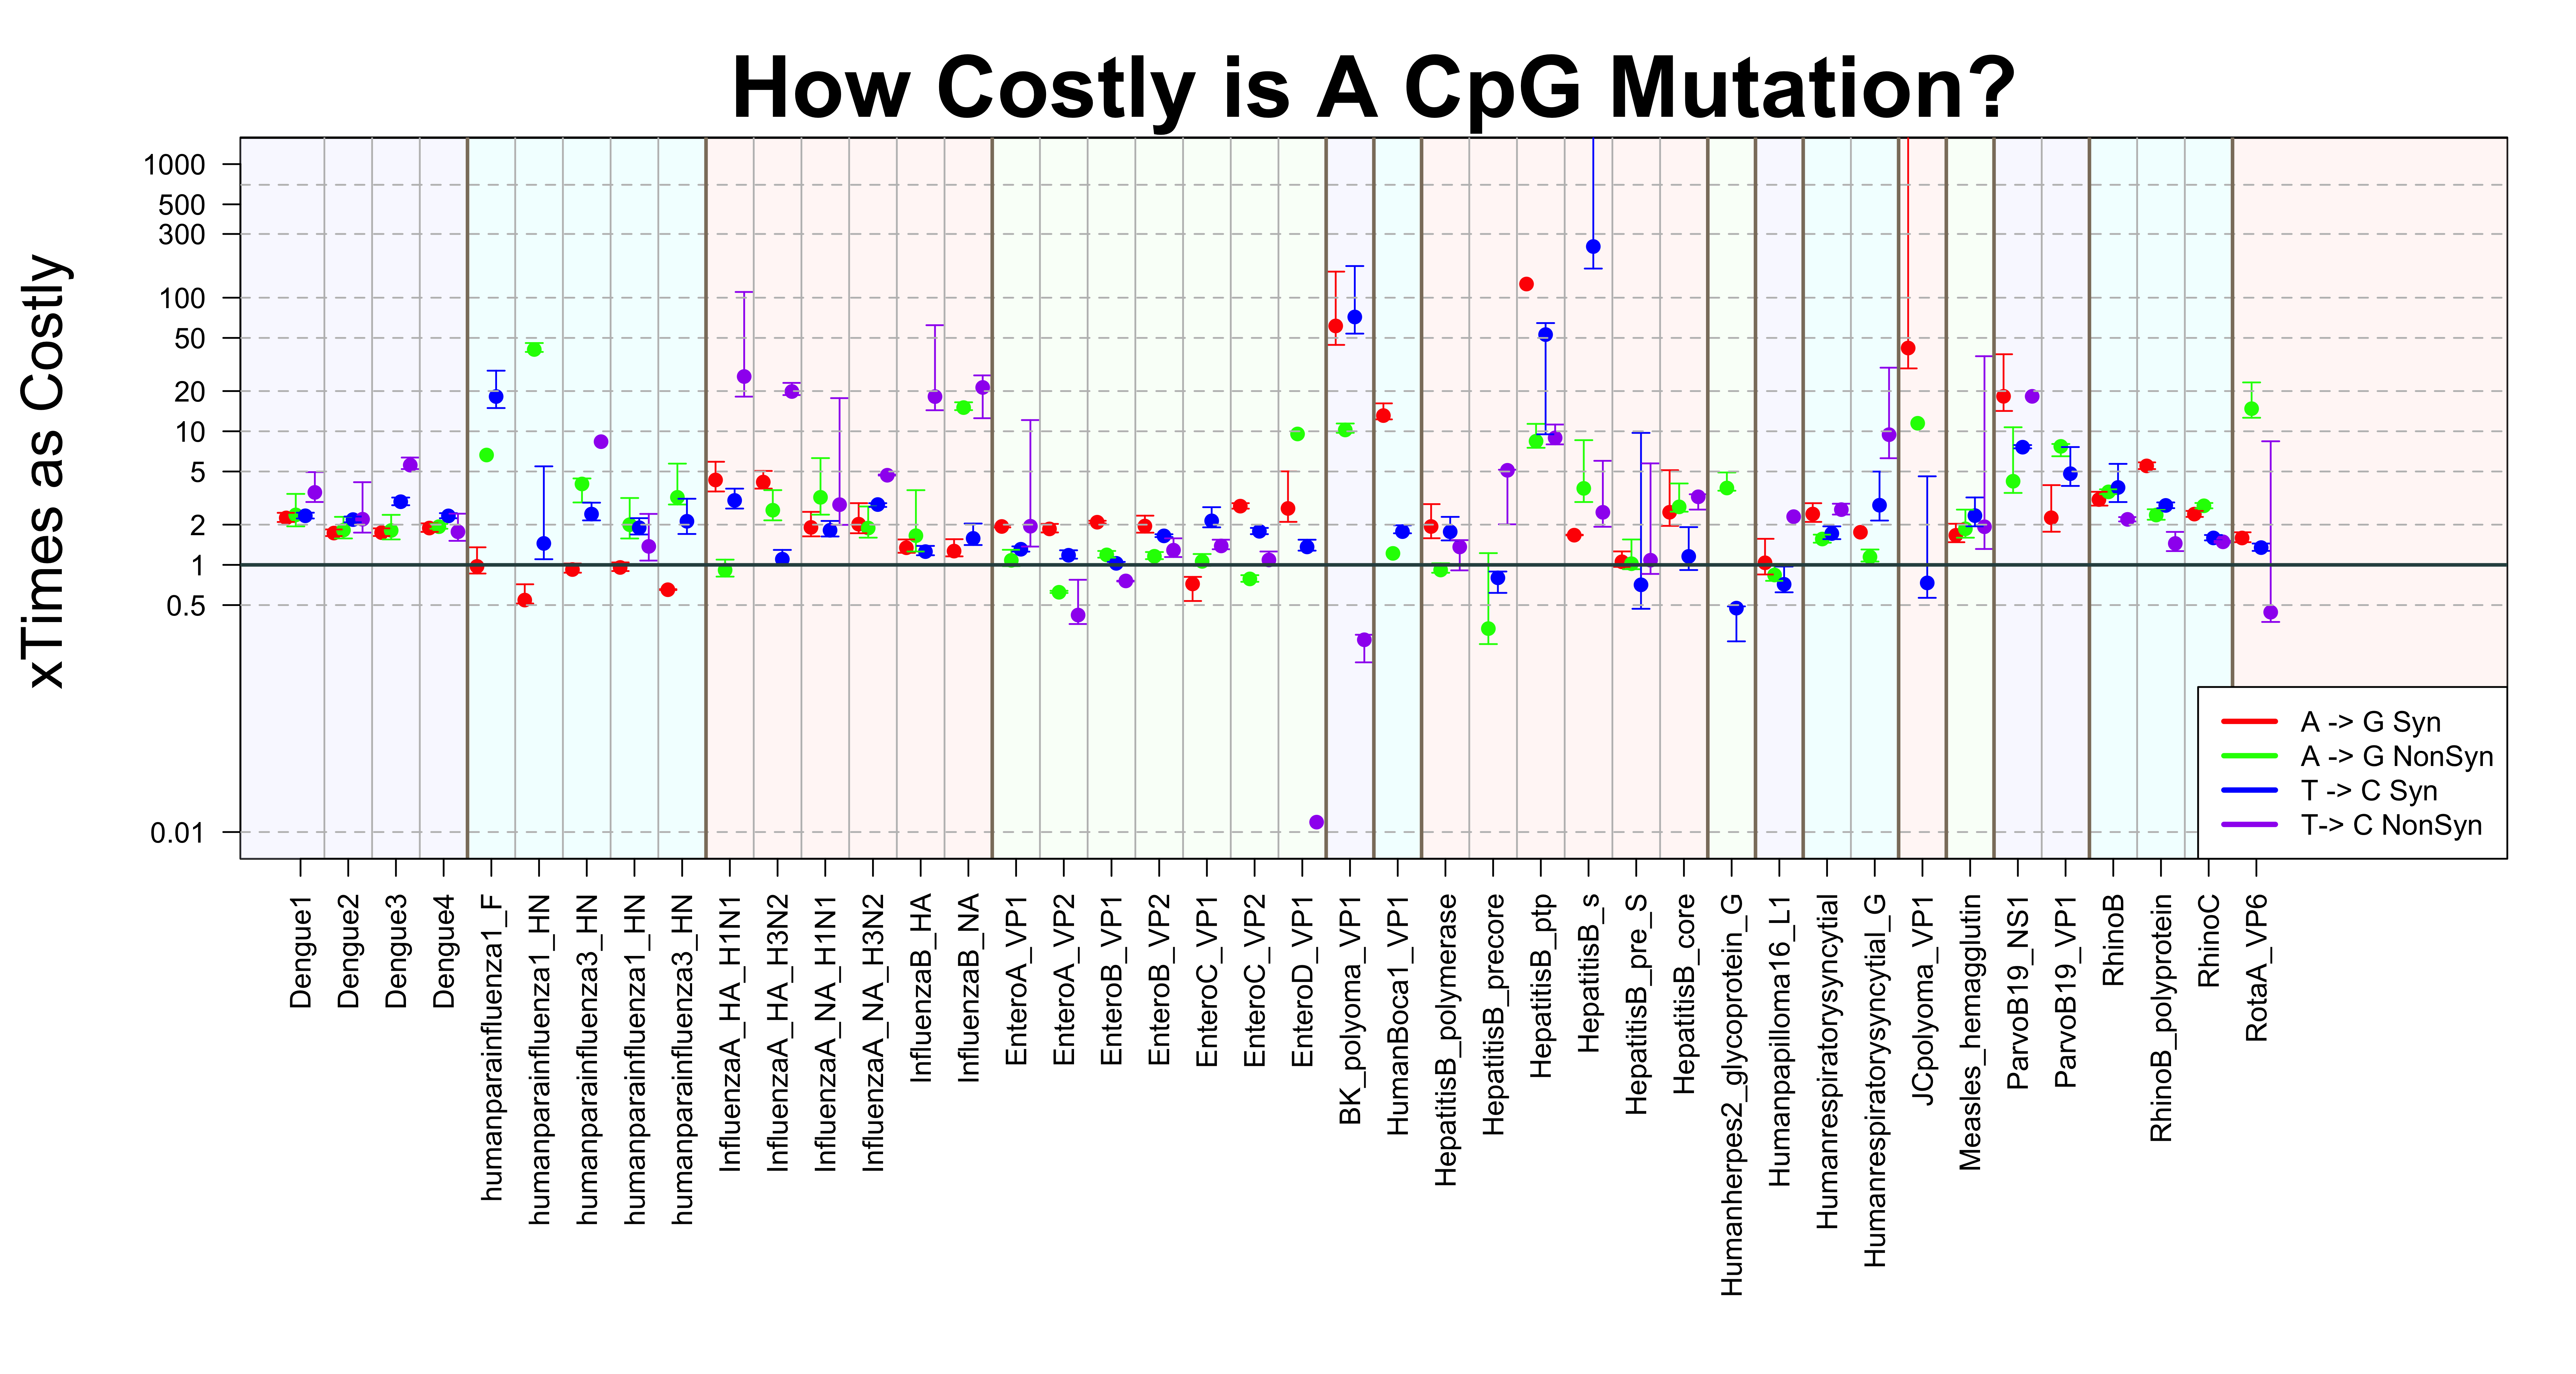 How Costly is A CpG Mutation?
xTimes as Costly
1000
500
300
100
50
20
10
5
2
1
0.5
0.01
A -> G Syn
A -> G NonSyn
T -> C Syn
T-> C NonSyn
Dengue1
Dengue2
Dengue3
Dengue4
humanparainfluenza1_F
humanparainfluenza1_HN
humanparainfluenza3_HN
humanparainfluenza1_HN
humanparainfluenza3_HN
InfluenzaA_HA_H1N1
InfluenzaA_HA_H3N2
InfluenzaA_NA_H1N1
InfluenzaA_NA_H3N2
InfluenzaB_HA
InfluenzaB_NA
EnteroA_VP1
EnteroA_VP2
EnteroB_VP1
EnteroB_VP2
EnteroC_VP1
EnteroC_VP2
EnteroD_VP1
BK_polyoma_VP1
HumanBoca1_VP1
HepatitisB_polymerase
HepatitisB_precore
HepatitisB_ptp
HepatitisB_s
HepatitisB_pre_S
HepatitisB_core
Humanherpes2_glycoprotein_G
Humanpapilloma16_L1
Humanrespiratorysyncytial
Humanrespiratorysyncytial_G
JCpolyoma_VP1
Measles_hemagglutin
ParvoB19_NS1
ParvoB19_VP1
RhinoB
RhinoB_polyprotein
RhinoC
RotaA_VP6